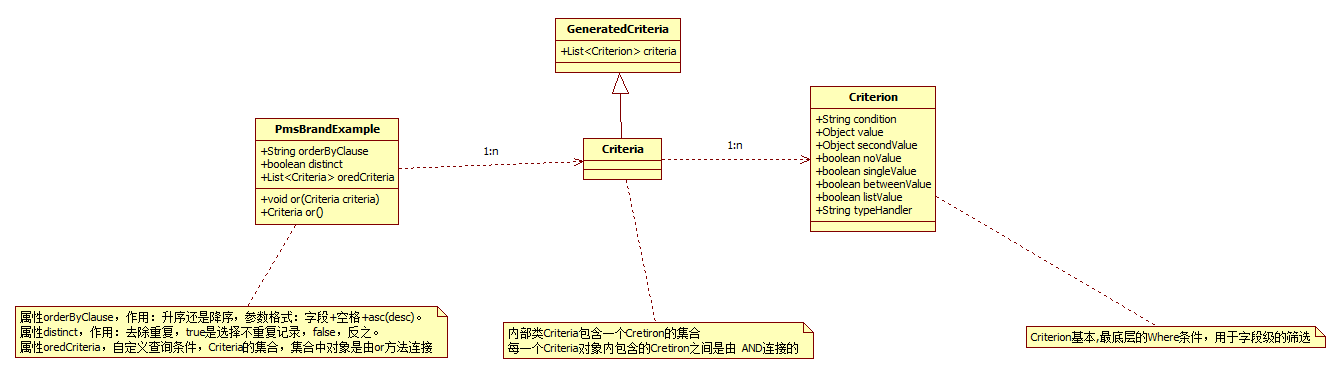 GeneratedCriteria
+List<Criterion> criteria
Criterion
+String condition
+Object value
+Object secondValue
+boolean noValue
+boolean singleValue
+boolean betweenValue
+boolean listValue
+String typeHandler
PmsBrandExample
+String orderByClause
+boolean distinct
+List<Criteria> oredCriteria
+void or(Criteria criteria)
+Criteria or()
1:n
Criteria
1:n
属性orderByClause，作用：升序还是降序，参数格式：字段+空格+asc(desc)。
属性distinct，作用：去除重复，true是选择不重复记录，false，反之。
属性oredCriteria，自定义查询条件，Criteria的集合，集合中对象是由or方法连接
内部类Criteria包含一个Cretiron的集合
每一个Criteria对象内包含的Cretiron之间是由 AND连接的
Criterion基本,最底层的Where条件，用于字段级的筛选